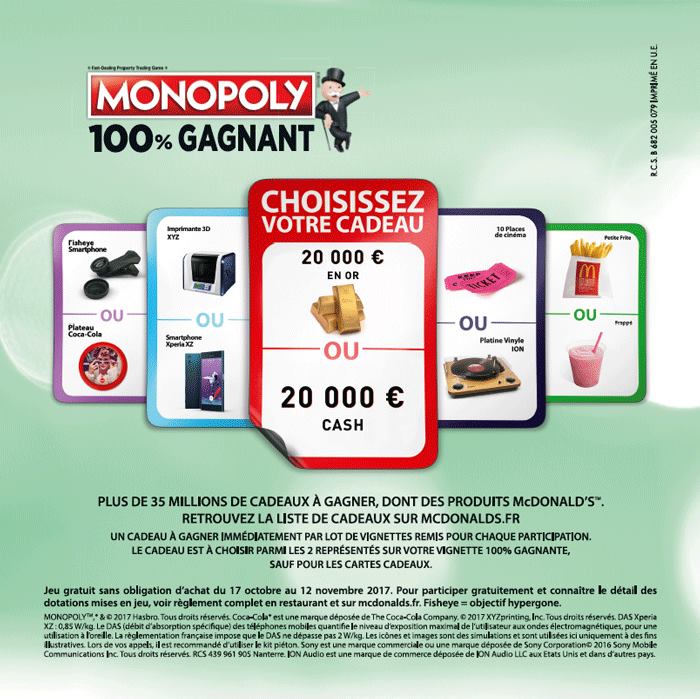 Fast-Dealing Property Trading Game
MONOPOLY
100% GAGNANT
R.C.S. B 682 005 079 IMPRIMÉ EN U.E.
Fisheye
Smartphone
OU
Plateau
Coca-Cola
Imprimante 3D
XYZ
OU
Smartphone
Xperia XZ
CHOISISSEZ
VOTRE CADEAU
20 000 €
EN OR
OU
20 000 €
CASH
10 Places
de cinéma
TICKET
OU
Platine Vinyle
ION
Petite Frite
OU
Frappé
PLUS DE 35 MILLIONS DE CADEAUX À GAGNER, DONT DES PRODUITS McDONALD'S™.
RETROUVEZ LA LISTE DE CADEAUX SUR MCDONALDS.FR
UN CADEAU À GAGNER IMMÉDIATEMENT PAR LOT DE VIGNETTES REMIS POUR CHAQUE PARTICIPATION.
LE CADEAU EST À CHOISIR PARMI LES 2 REPRÉSENTÉS SUR VOTRE VIGNETTE 100% GAGNANTE,
SAUF POUR LES CARTES CADEAUX.
Jeu gratuit sans obligation d'achat du 17 octobre au 12 novembre 2017. Pour participer gratuitement et connaître le détail des
dotations mises en jeu, voir règlement complet en restaurant et sur mcdonalds.fr. Fisheye = objectif hypergone.
MONOPOLY™,® & © 2017 Hasbro. Tous droits réservés. Coca-Cola® est une marque déposée de The Coca-Cola Company. © 2017 XYZprinting, Inc. Tous droits réservés. DAS Xperia
XZ : 0,85 W/kg. Le DAS (débit d'absorption spécifique) des téléphones mobiles quantifie le niveau d'exposition maximal de l'utilisateur aux ondes électromagnétiques, pour une
utilisation à l'oreille. La règlementation française impose que le DAS ne dépasse pas 2 W/kg. Les icônes et images sont des simulations et sont utilisées ici uniquement à des fins
illustratives. Lors de vos appels, il est recommandé d'utiliser le kit piéton. Sony est une marque commerciale ou une marque déposée de Sony Corporation© 2016 Sony Mobile
Communications Inc. Tous droits réservés. RCS 439 961 905 Nanterre. ION Audio est une marque de commerce déposée de ION Audio LLC aux Etats Unis et dans d'autres pays.